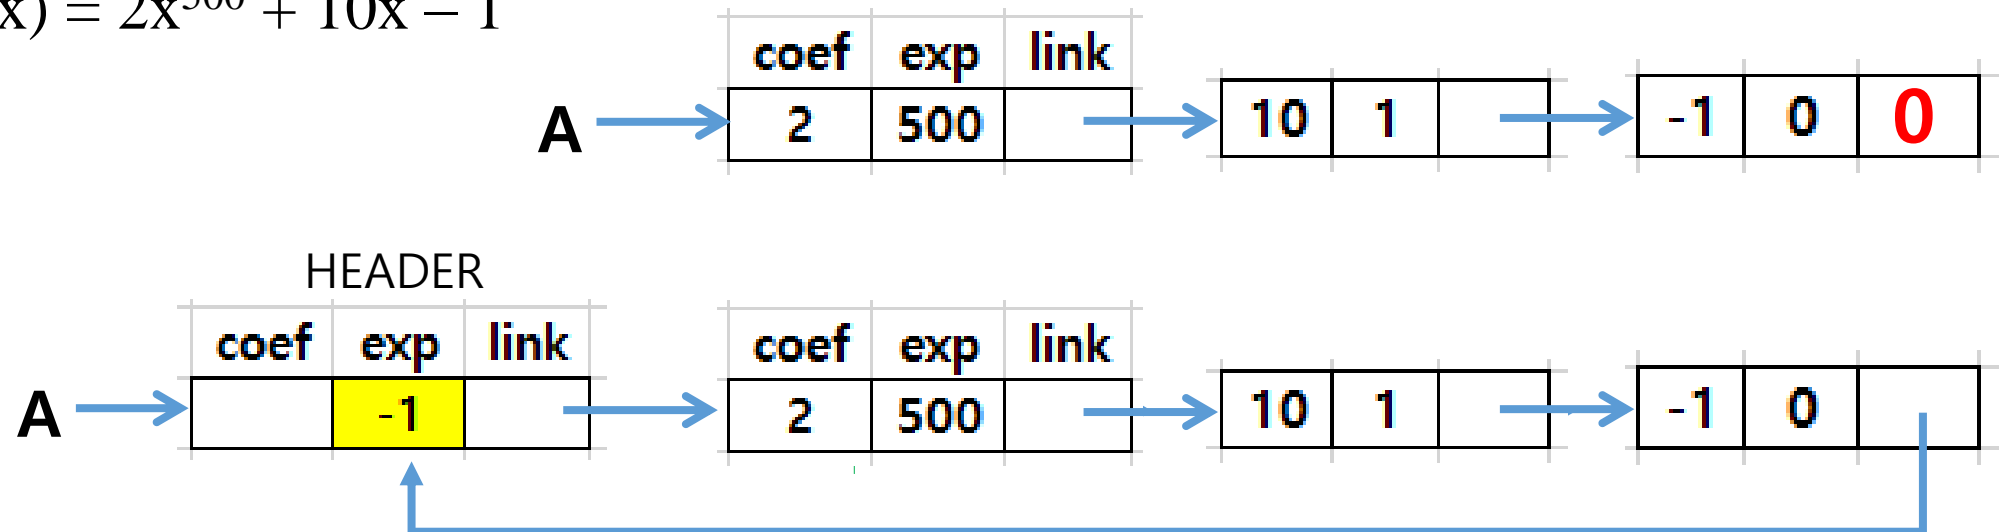 x) = 2x⁵⁰⁰ + 10x – 1
coef exp link
A 2 500 10 1 -1 0 0
HEADER
coef exp link coef exp link
A -1 2 500 10 1 -1 0